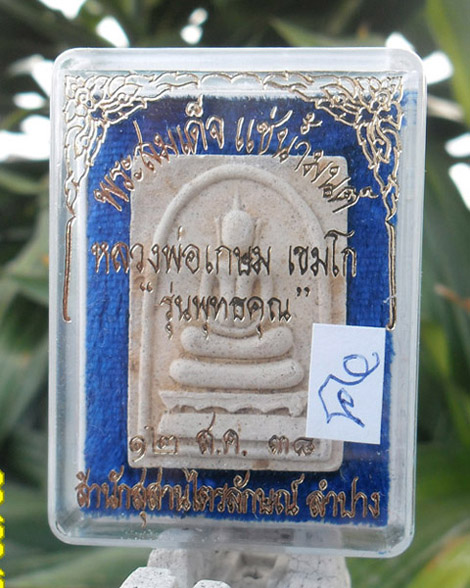 พระสมเด็จ แช่น้ำมนต์
หลวงพ่อเกษม เขมโก
"รุ่นพุทธคุณ"
๑๒ ส.ค. ๓๘
สำนักสุสานไตรลักษณ์ ลำปาง